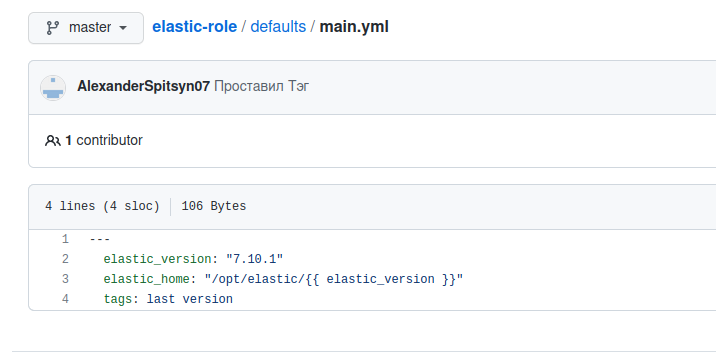 master elastic-role / defaults / main.yml
AlexanderSpitsyn07 Проставил Тэг
1 contributor
4 lines (4 sloc) 106 Bytes
1 ---
2 elastic_version: "7.10.1"
3 elastic_home: "/opt/elastic/{{ elastic_version }}"
4 tags: last version